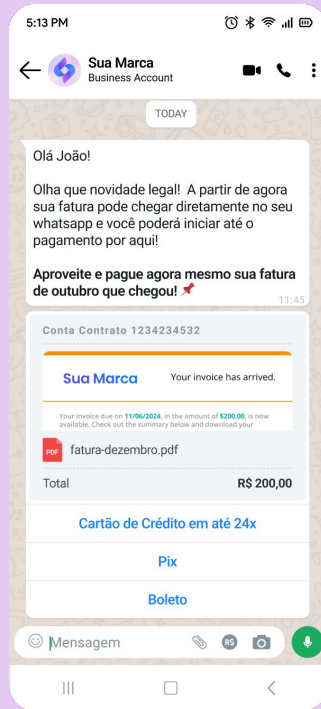 5:13 PM
Sua Marca
Business Account
TODAY
Olá João!
Olha que novidade legal! A partir de agora
sua fatura pode chegar diretamente no seu
whatsapp e você poderá iniciar até o
pagamento por aqui!
Aproveite e pague agora mesmo sua fatura
de outubro que chegou! 📌
11:45
Conta Contrato 1234234532
Sua Marca
Your invoice has arrived.
Your invoice due on 11/06/2024, in the amount of $200.00, is now
available. Check out the summary below and download your
PDF
fatura-dezembro.pdf
Total R$ 200,00
Cartão de Crédito em até 24x
Pix
Boleto
Mensagem
R$